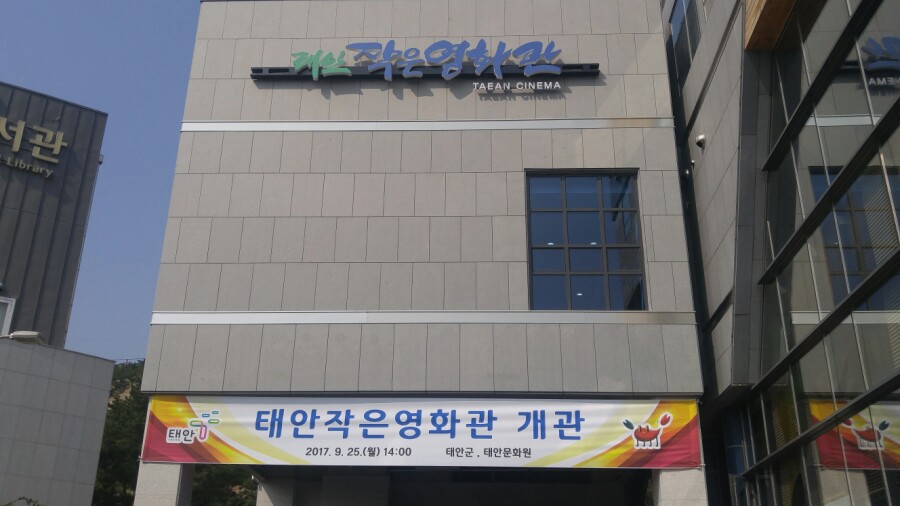 태안 작은영화관
TAEAN CINEMA
서관
Library
태안
태안작은영화관 개관
2017. 9. 25.(월) 14:00 태안군 , 태안문화원